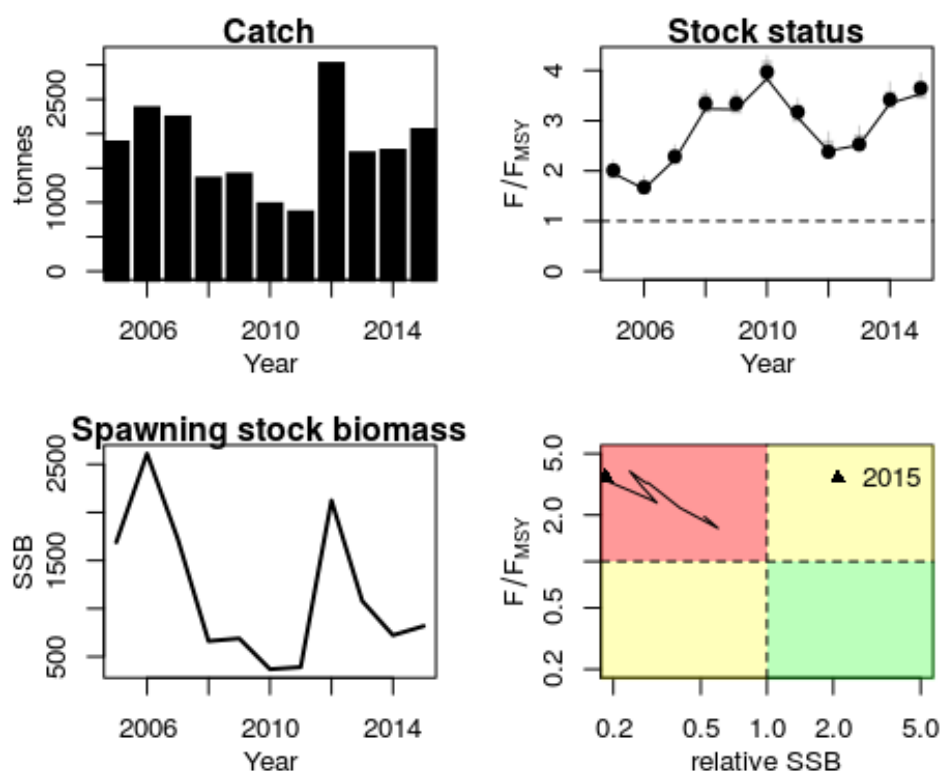 Catch
tonnes
0
1000
2500
2006
2010
2014
Year
Stock status
F/FMSY
0
1
2
3
4
2006
2010
2014
Year
Spawning stock biomass
SSB
500
1500
2500
2006
2010
2014
Year
F/FMSY
0.2
0.5
2.0
5.0
2015
0.2
0.5
1.0
2.0
5.0
relative SSB